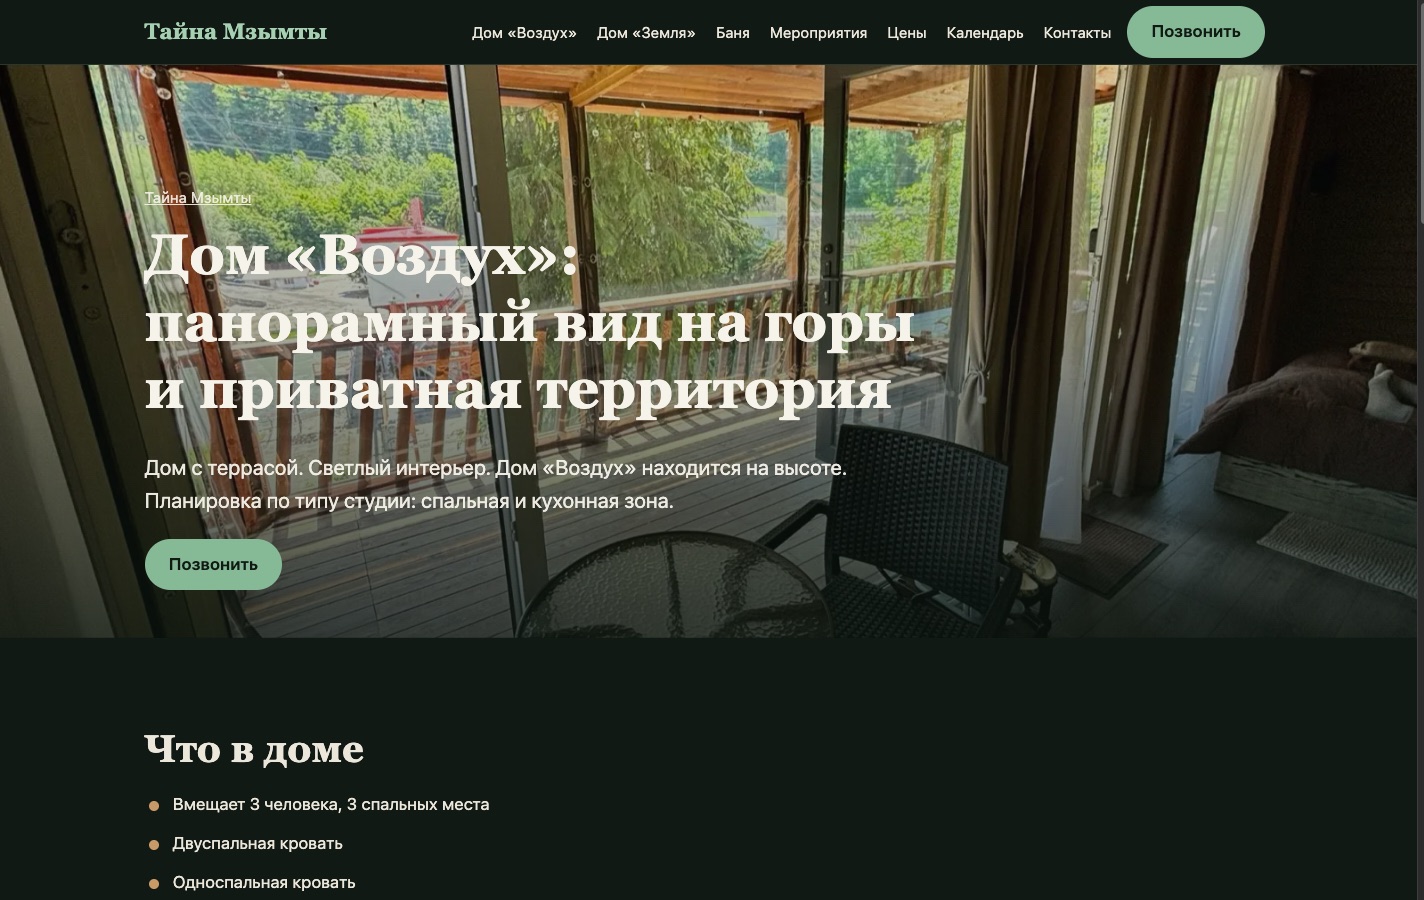 Тайна Мзымты
Дом «Воздух» Дом «Земля» Баня Мероприятия Цены Календарь Контакты Позвонить
Тайна Мзымты
Дом «Воздух»:
панорамный вид на горы
и приватная территория
Дом с террасой. Светлый интерьер. Дом «Воздух» находится на высоте.
Планировка по типу студии: спальная и кухонная зона.
Позвонить
Что в доме
Вмещает 3 человека, 3 спальных места
Двуспальная кровать
Односпальная кровать